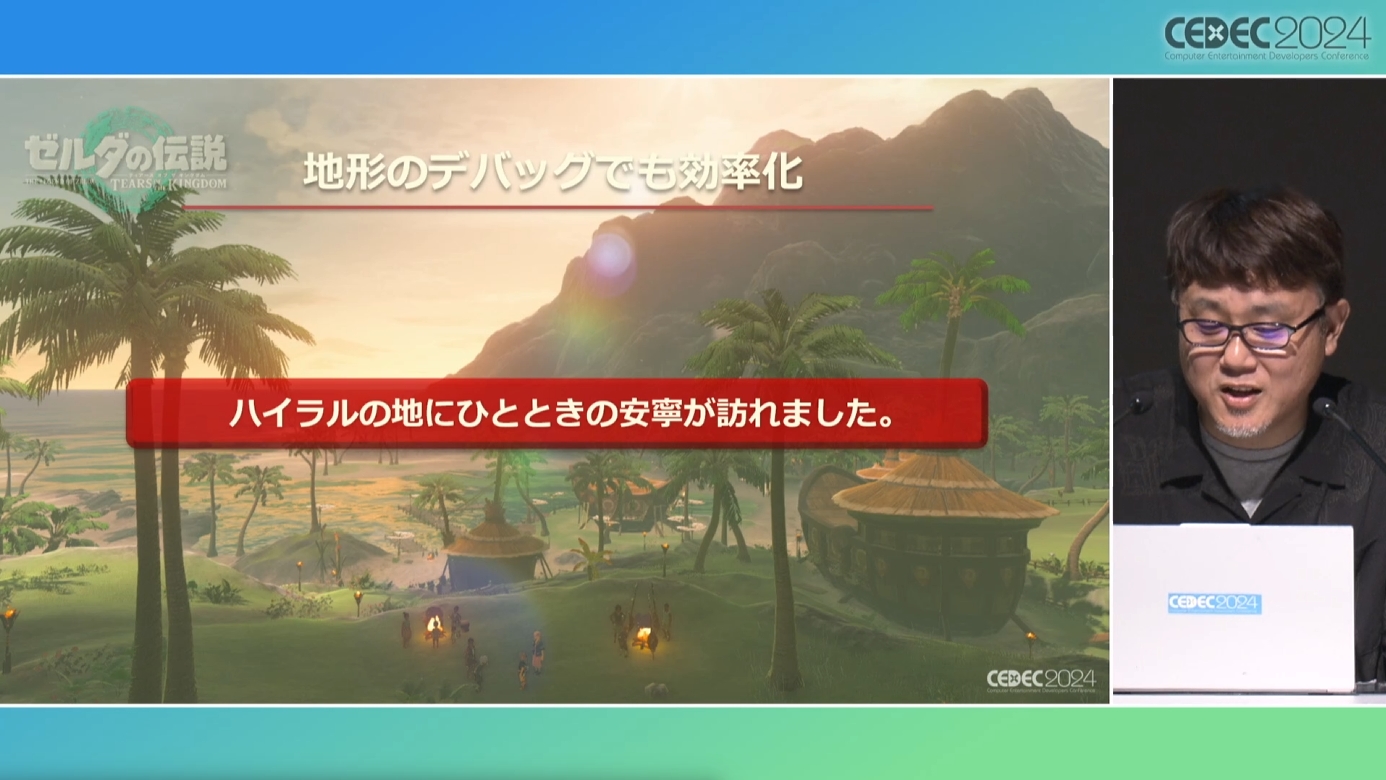 CEDEC2024
Computer Entertainment Developers Conference
ゼルダの伝説
TEARS OF THE KINGDOM
地形のデバッグでも効率化
ハイラルの地にひとときの安寧が訪れました。
CEDEC2024
Computer Entertainment Developers Conference
CEDEC2024